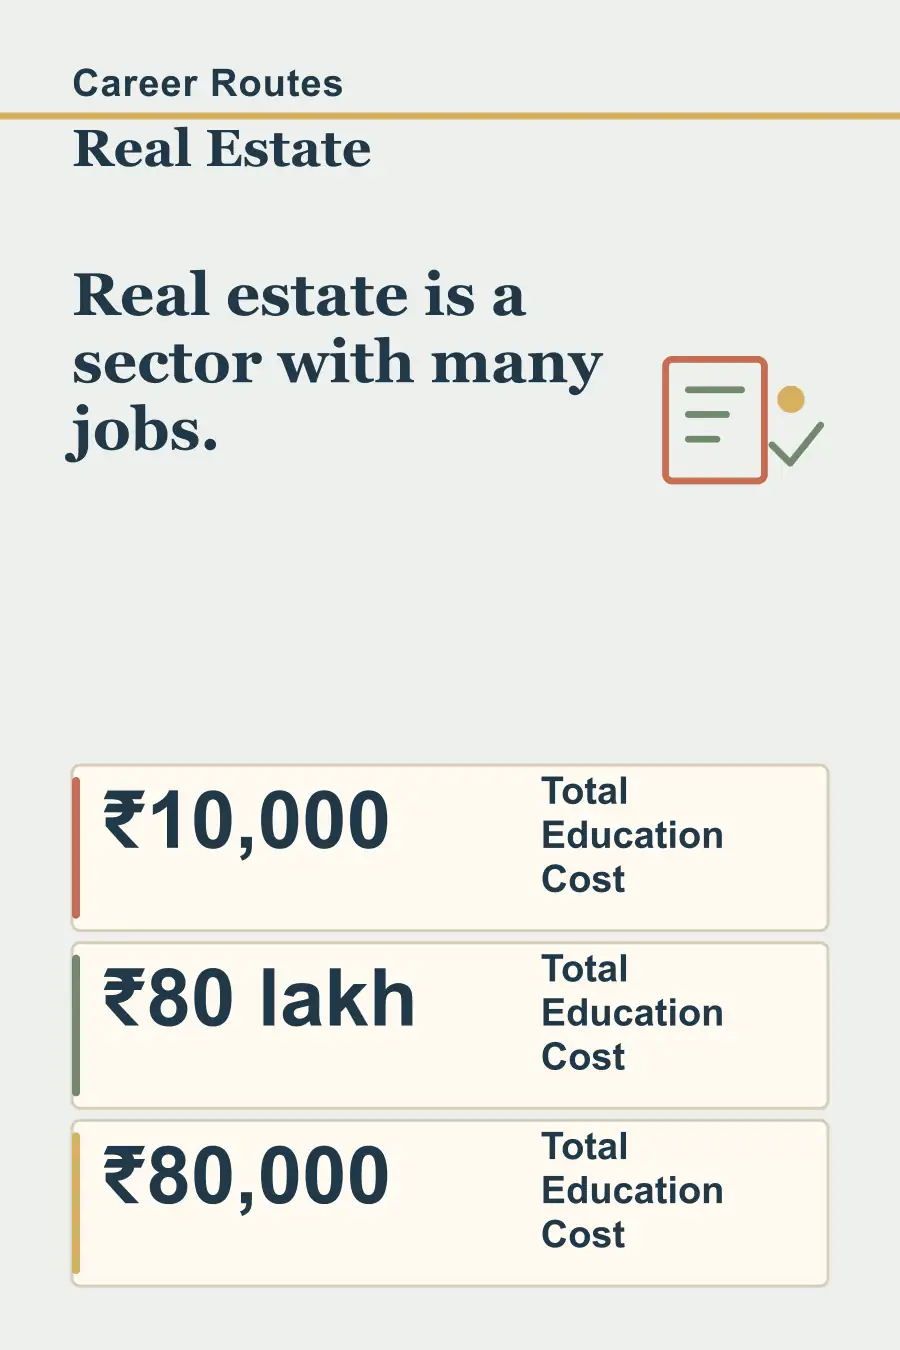 Career Routes
Real Estate
Real estate is a
sector with many
jobs.
₹10,000
Total
Education
Cost
₹80 lakh
Total
Education
Cost
₹80,000
Total
Education
Cost